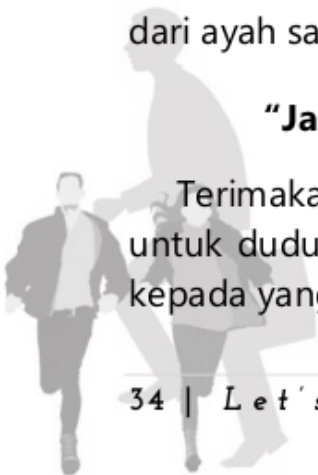 dari ayah sa
“Ja
Terimaka
untuk dudu
kepada yang
34 | Let's